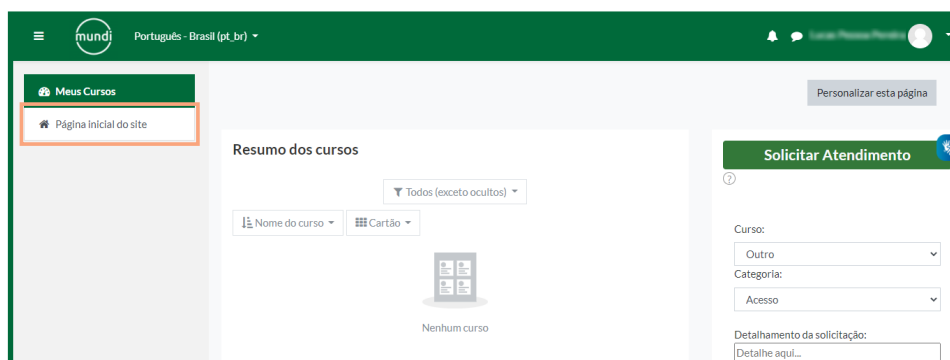 mundi
Português - Brasil (pt_br)
Meus Cursos
Página inicial do site
Personalizar esta página
Resumo dos cursos
Todos (exceto ocultos)
Nome do curso
Cartão
Nenhum curso
Solicitar Atendimento
?
Curso:
Outro
Categoria:
Acesso
Detalhamento da solicitação:
Detalhe aqui...